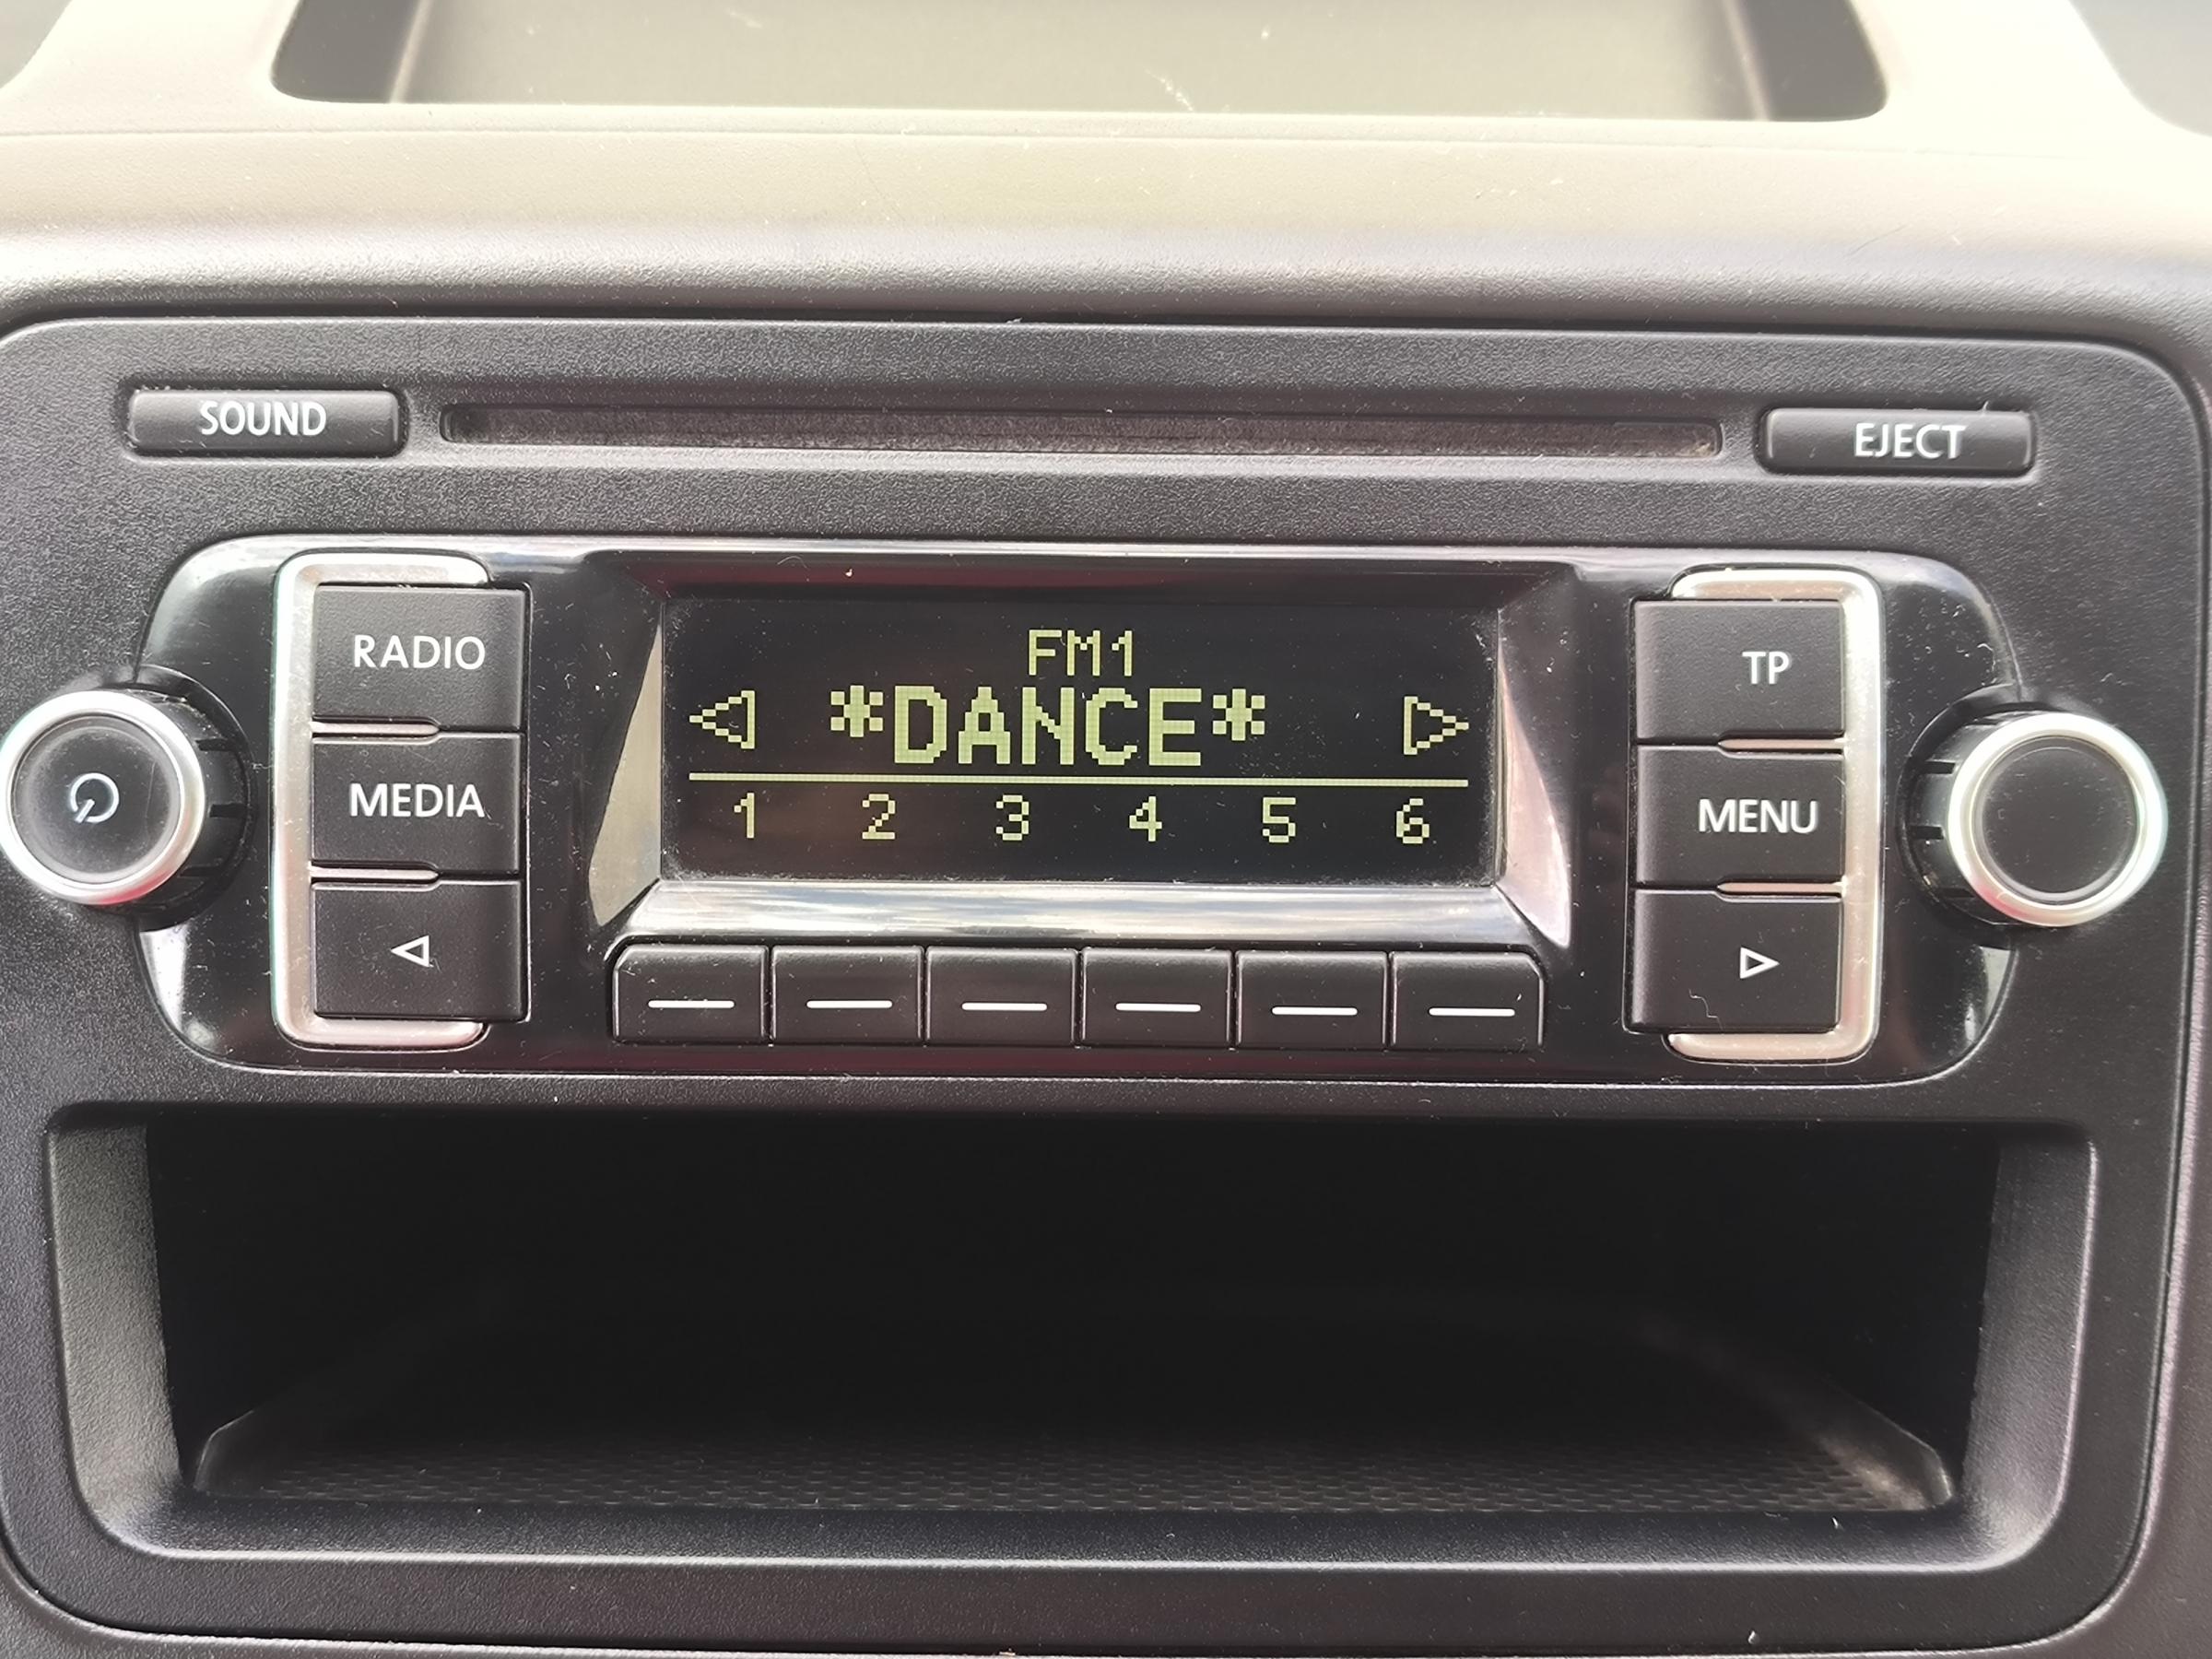 SOUND
EJECT
RADIO
MEDIA
FM1
*DANCE*
1 2 3 4 5 6
TP
MENU